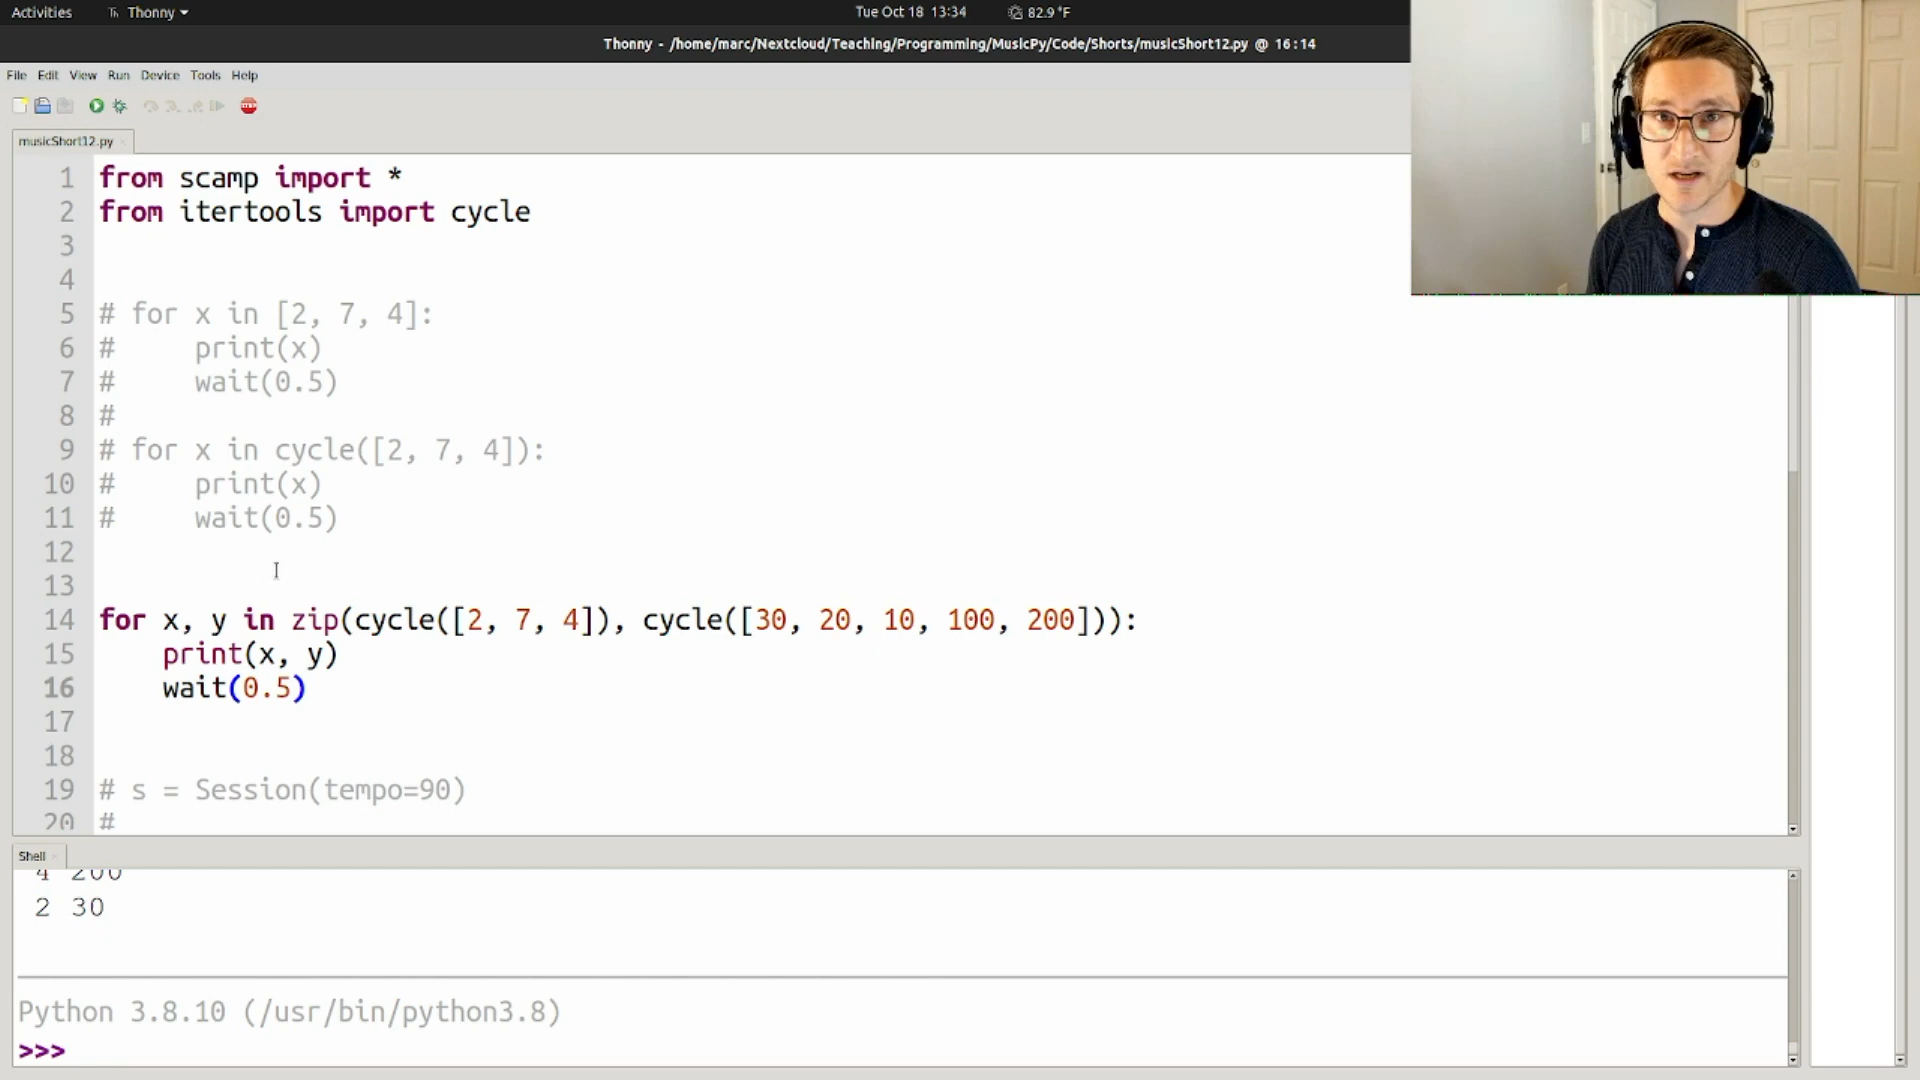 Activities Thonny Tue Oct 18 13:34 82.9 °F
Thonny - /home/marc/Nextcloud/Teaching/Programming/MusicPy/Code/Shorts/musicShort12.py @ 16:14
File Edit View Run Device Tools Help
musicShort12.py
1 from scamp import *
2 from itertools import cycle
3
4
5 # for x in [2, 7, 4]:
6 #     print(x)
7 #     wait(0.5)
8 #
9 # for x in cycle([2, 7, 4]):
10 #     print(x)
11 #     wait(0.5)
12
13
14 for x, y in zip(cycle([2, 7, 4]), cycle([30, 20, 10, 100, 200])):
15     print(x, y)
16     wait(0.5)
17
18
19 # s = Session(tempo=90)
20 #
Shell
4 200
2 30
Python 3.8.10 (/usr/bin/python3.8)
>>>